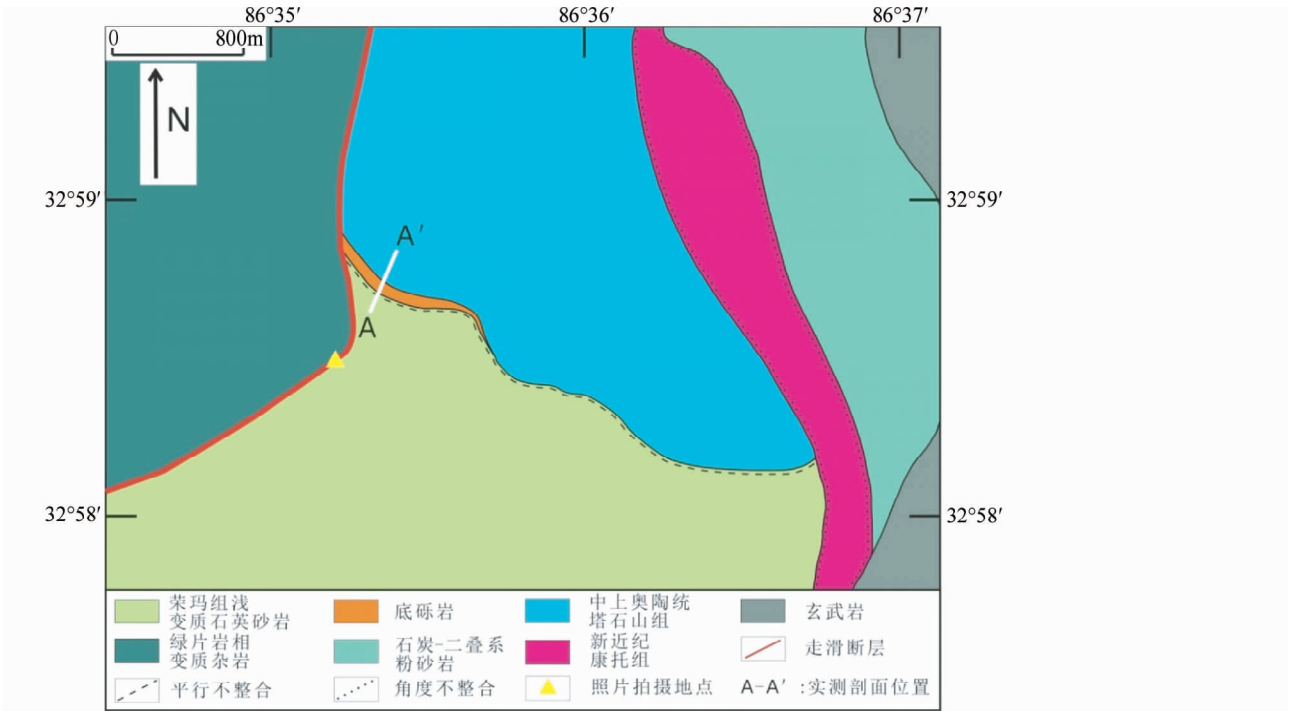 86°35′ 86°36′ 86°37′
0 800m
N
32°59′ 32°59′
A′
A
32°58′ 32°58′
荣玛组浅
变质石英砂岩
底砾岩
中上奥陶统
塔石山组
玄武岩
绿片岩相
变质杂岩
石炭-二叠系
粉砂岩
新近纪
康托组
走滑断层
平行不整合
角度不整合
照片拍摄地点
A-A′ :实测剖面位置